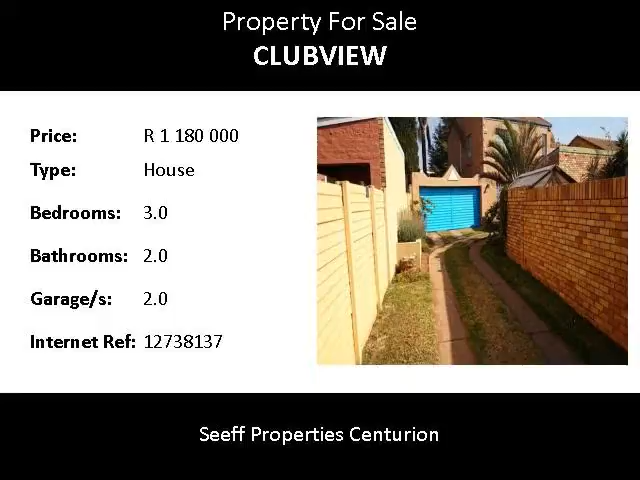 Property For Sale
CLUBVIEW
Price: R 1 180 000
Type: House
Bedrooms: 3.0
Bathrooms: 2.0
Garage/s: 2.0
Internet Ref: 12738137
Seeff Properties Centurion